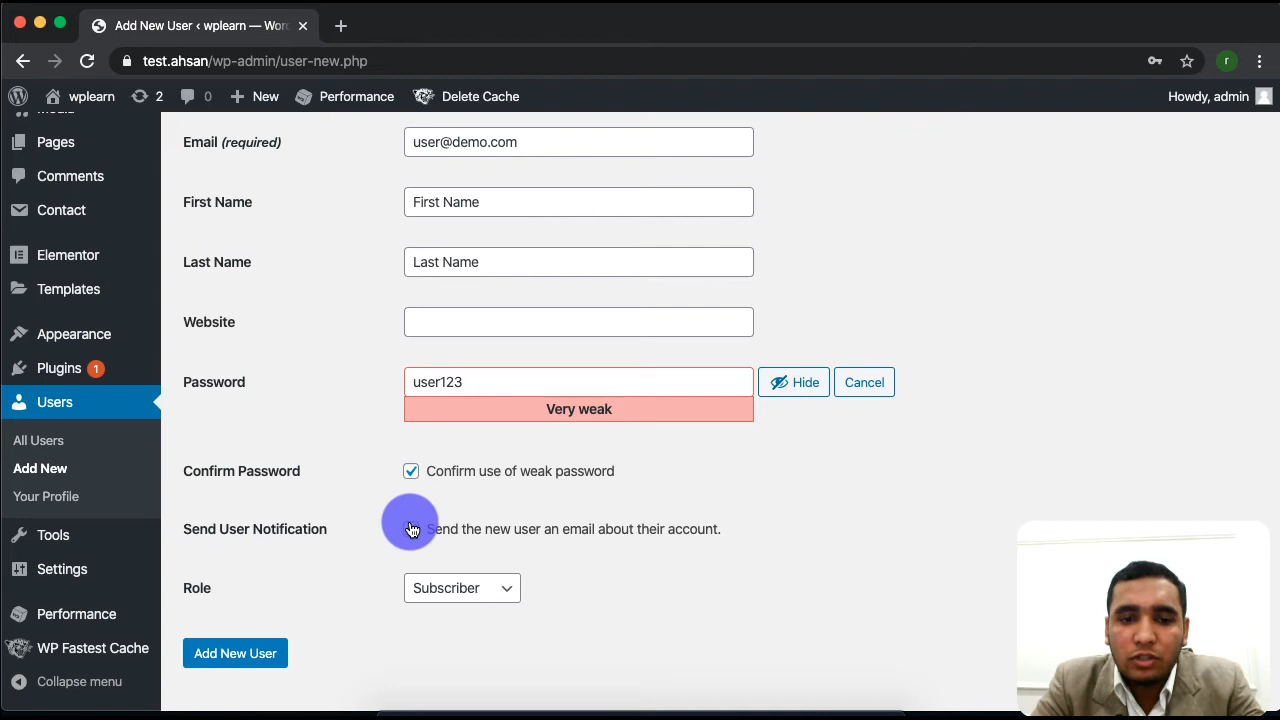 Add New User ‹ wplearn — Wor
test.ahsan/wp-admin/user-new.php
r
wplearn 2 0 New Performance Delete Cache Howdy, admin
Pages
Comments
Contact
Elementor
Templates
Appearance
Plugins 1
Users
All Users
Add New
Your Profile
Tools
Settings
Performance
WP Fastest Cache
Collapse menu
Email (required) user@demo.com
First Name First Name
Last Name Last Name
Website
Password user123 Hide Cancel
Very weak
Confirm Password Confirm use of weak password
Send User Notification Send the new user an email about their account.
Role Subscriber
Add New User